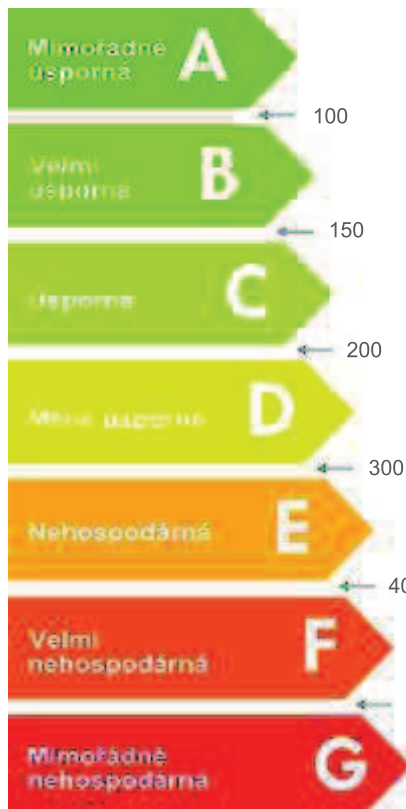 Mimořádně
úsporná
A
100
Velmi
úsporná
B
150
Úsporná
C
200
Méně úsporná
D
300
Nehospodárná
E
40
Velmi
nehospodárná
F
Mimořádně
nehospodárná
G